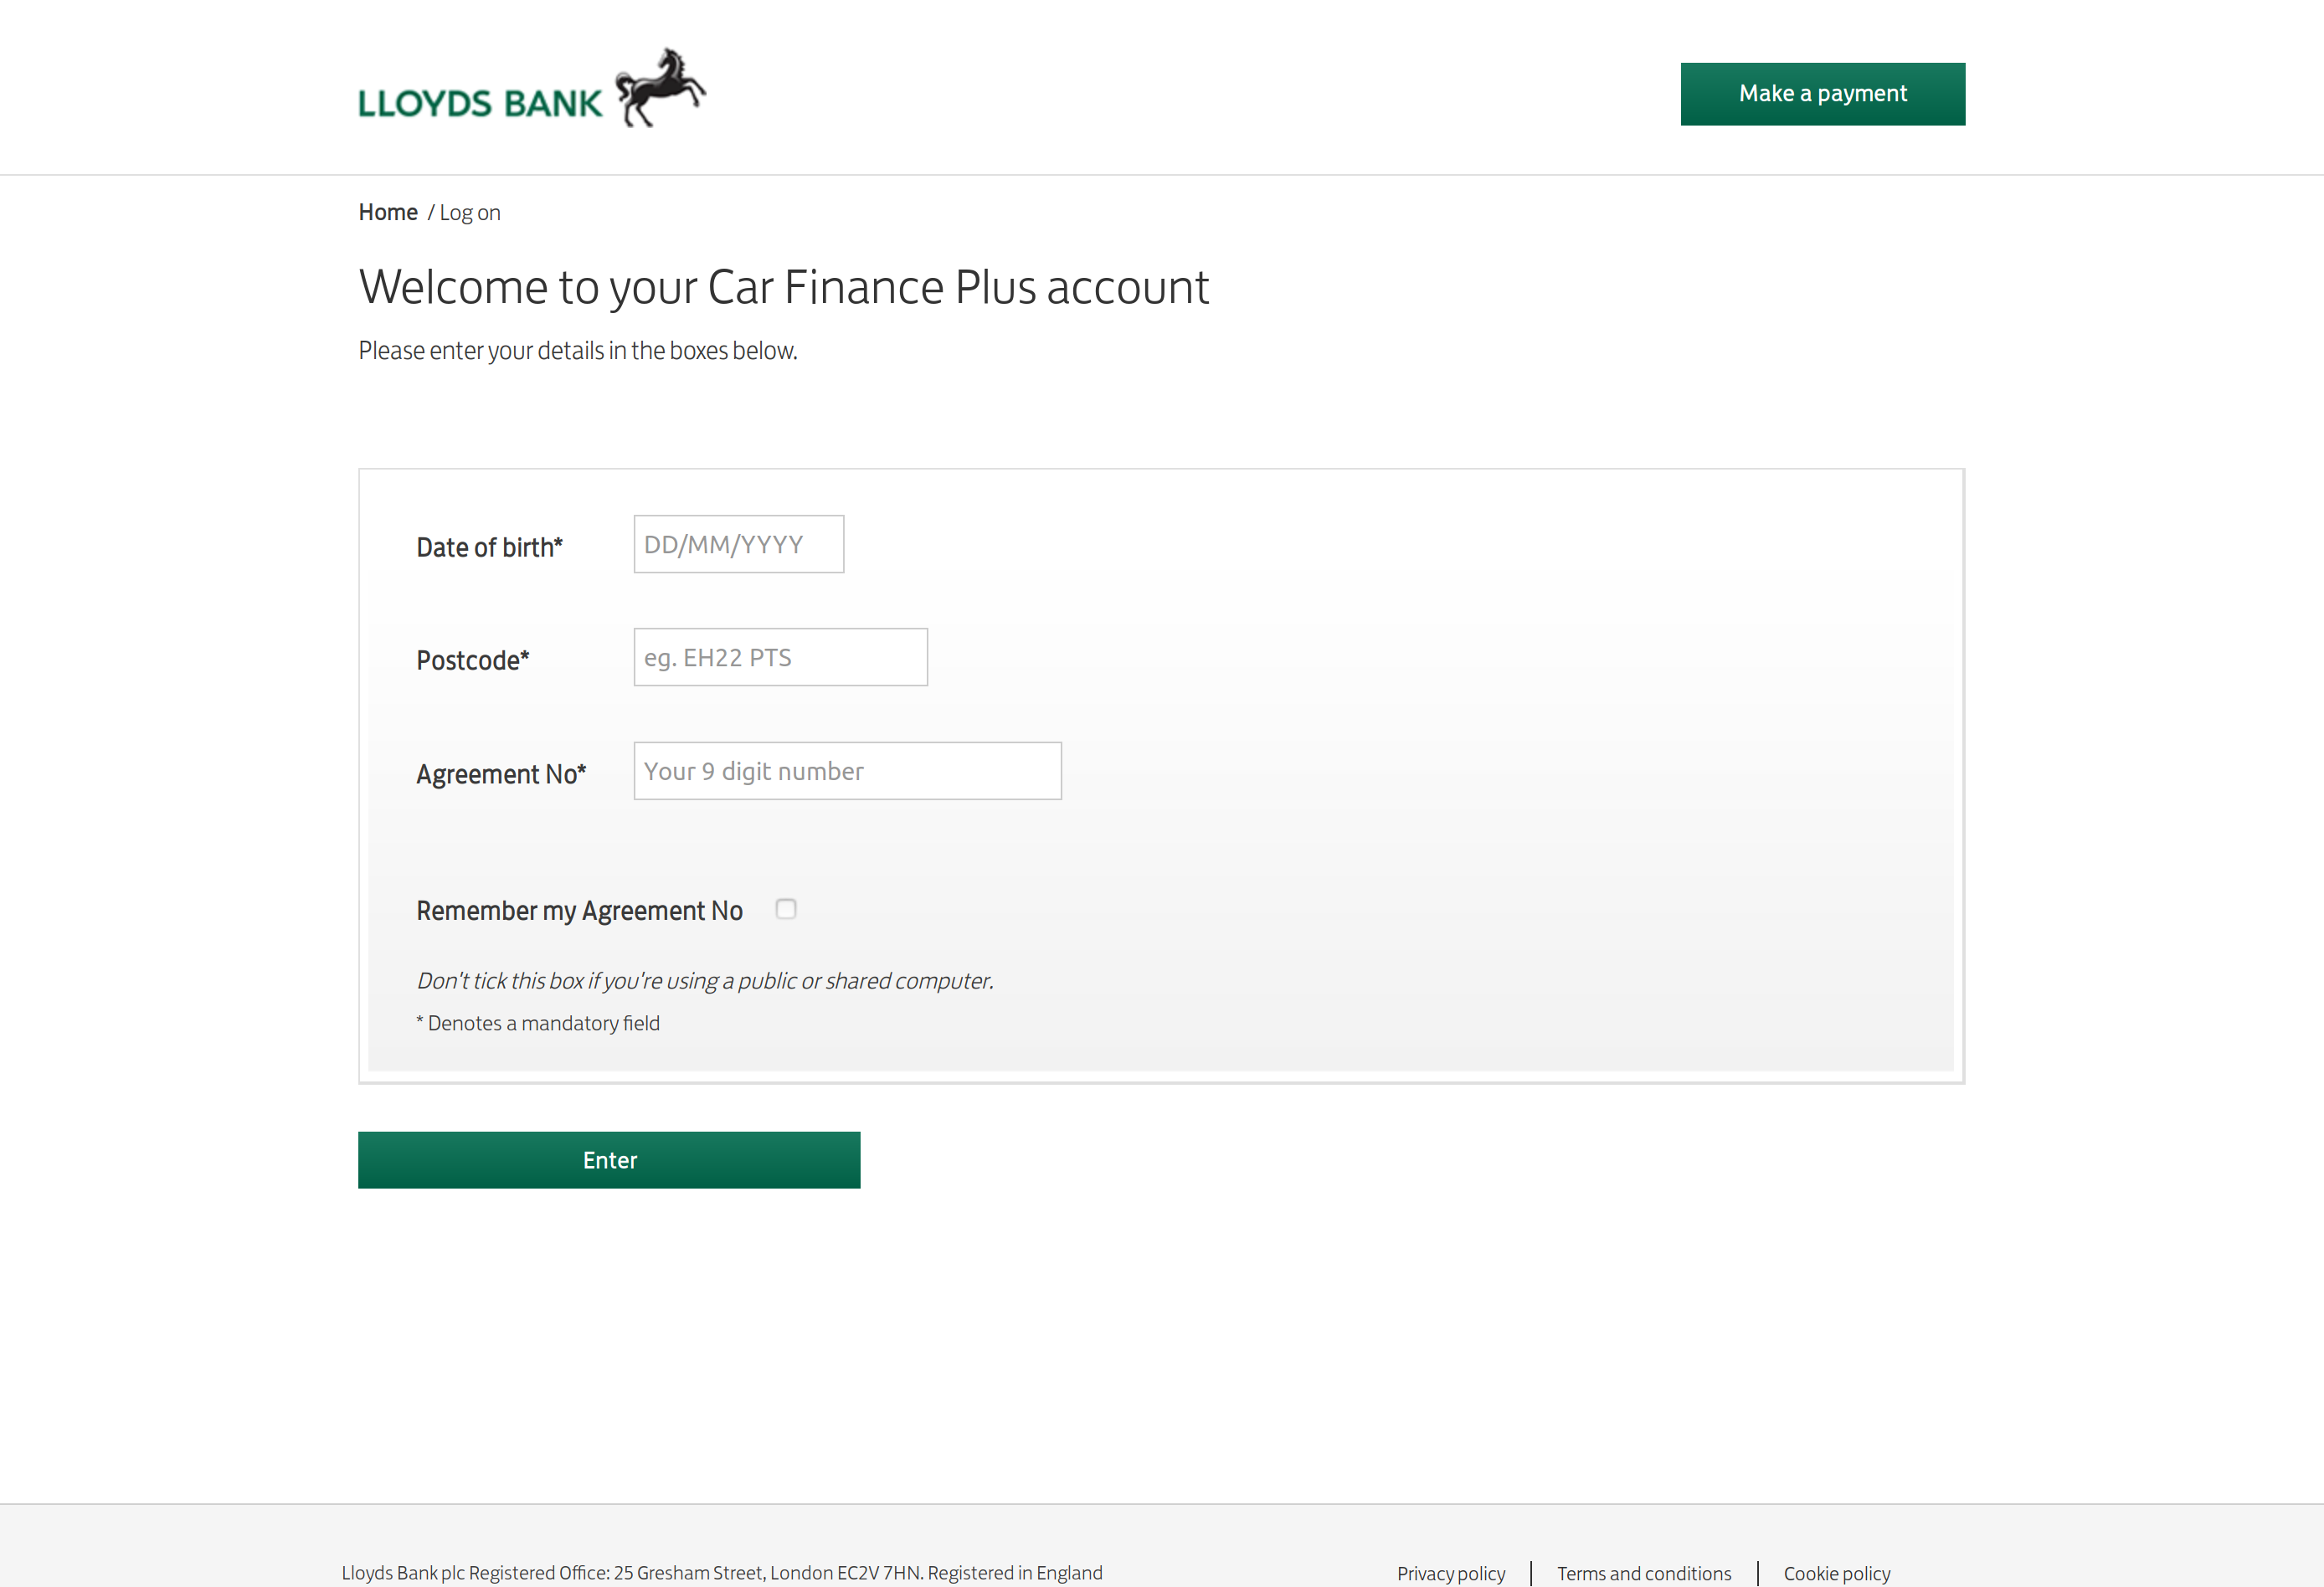 LLOYDS BANK
Make a payment
Home / Log on
Welcome to your Car Finance Plus account
Please enter your details in the boxes below.
Date of birth*
DD/MM/YYYY
Postcode*
eg. EH22 PTS
Agreement No*
Your 9 digit number
Remember my Agreement No
Don't tick this box if you're using a public or shared computer.
* Denotes a mandatory field
Enter
Lloyds Bank plc Registered Office: 25 Gresham Street, London EC2V 7HN. Registered in England
Privacy policy
Terms and conditions
Cookie policy